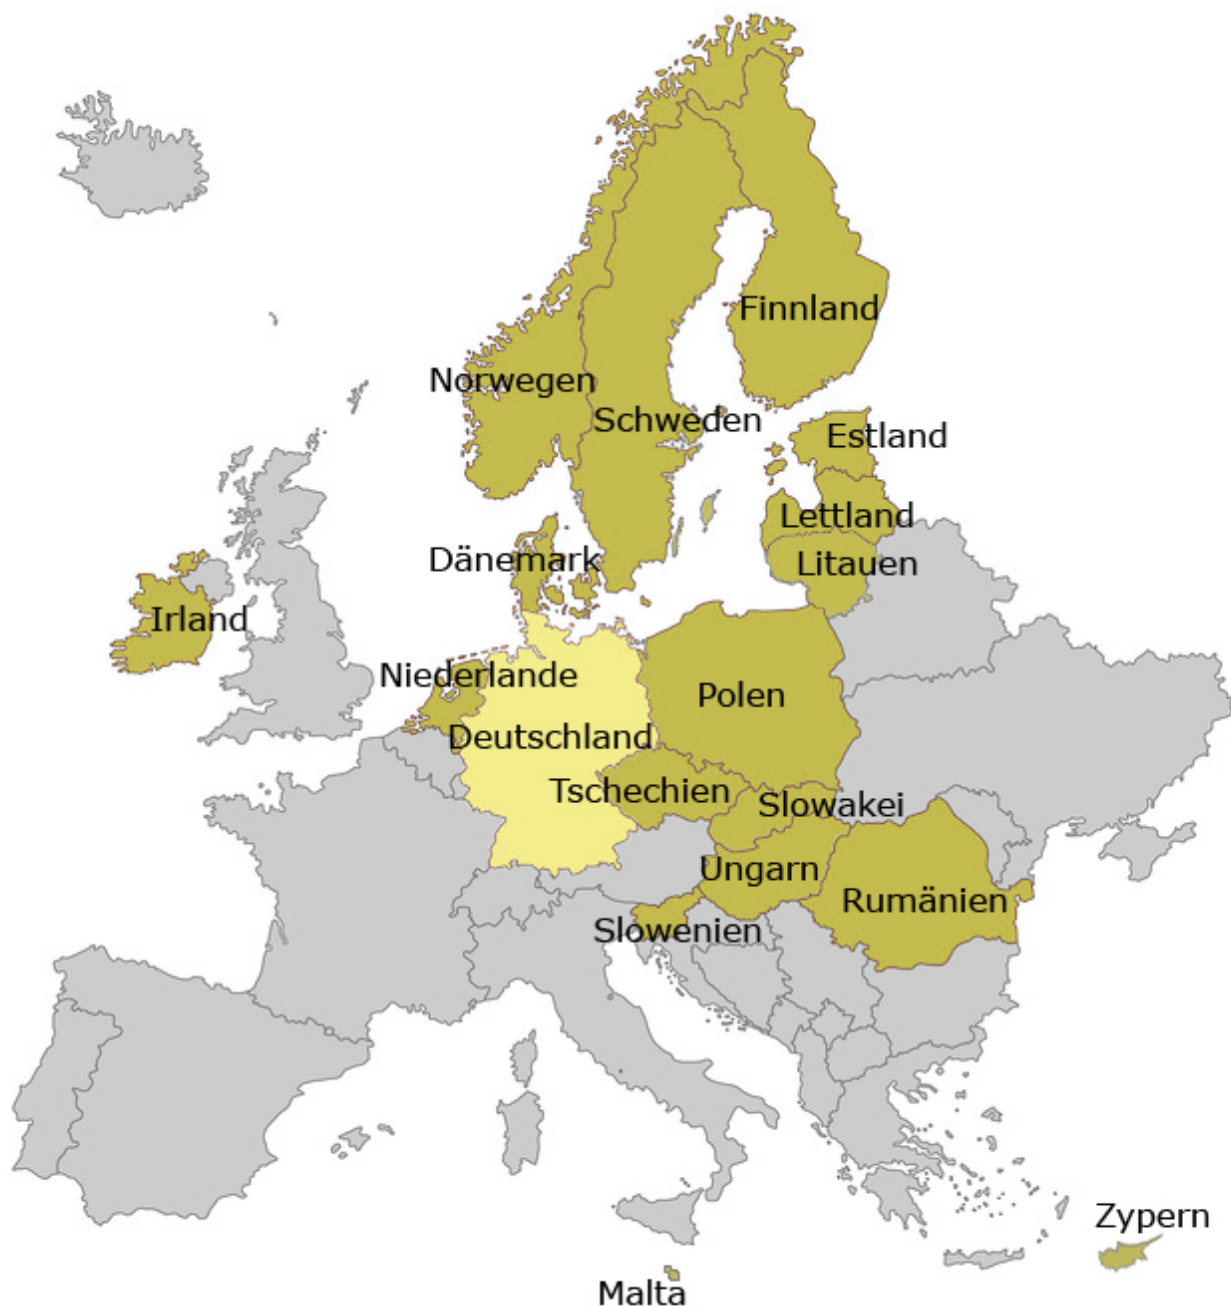 Finnland
Norwegen
Schweden
Estland
Lettland
Dänemark
Litauen
Irland
Niederlande
Polen
Deutschland
Tschechien
Slowakei
Ungarn
Rumänien
Slowenien
Zypern
Malta